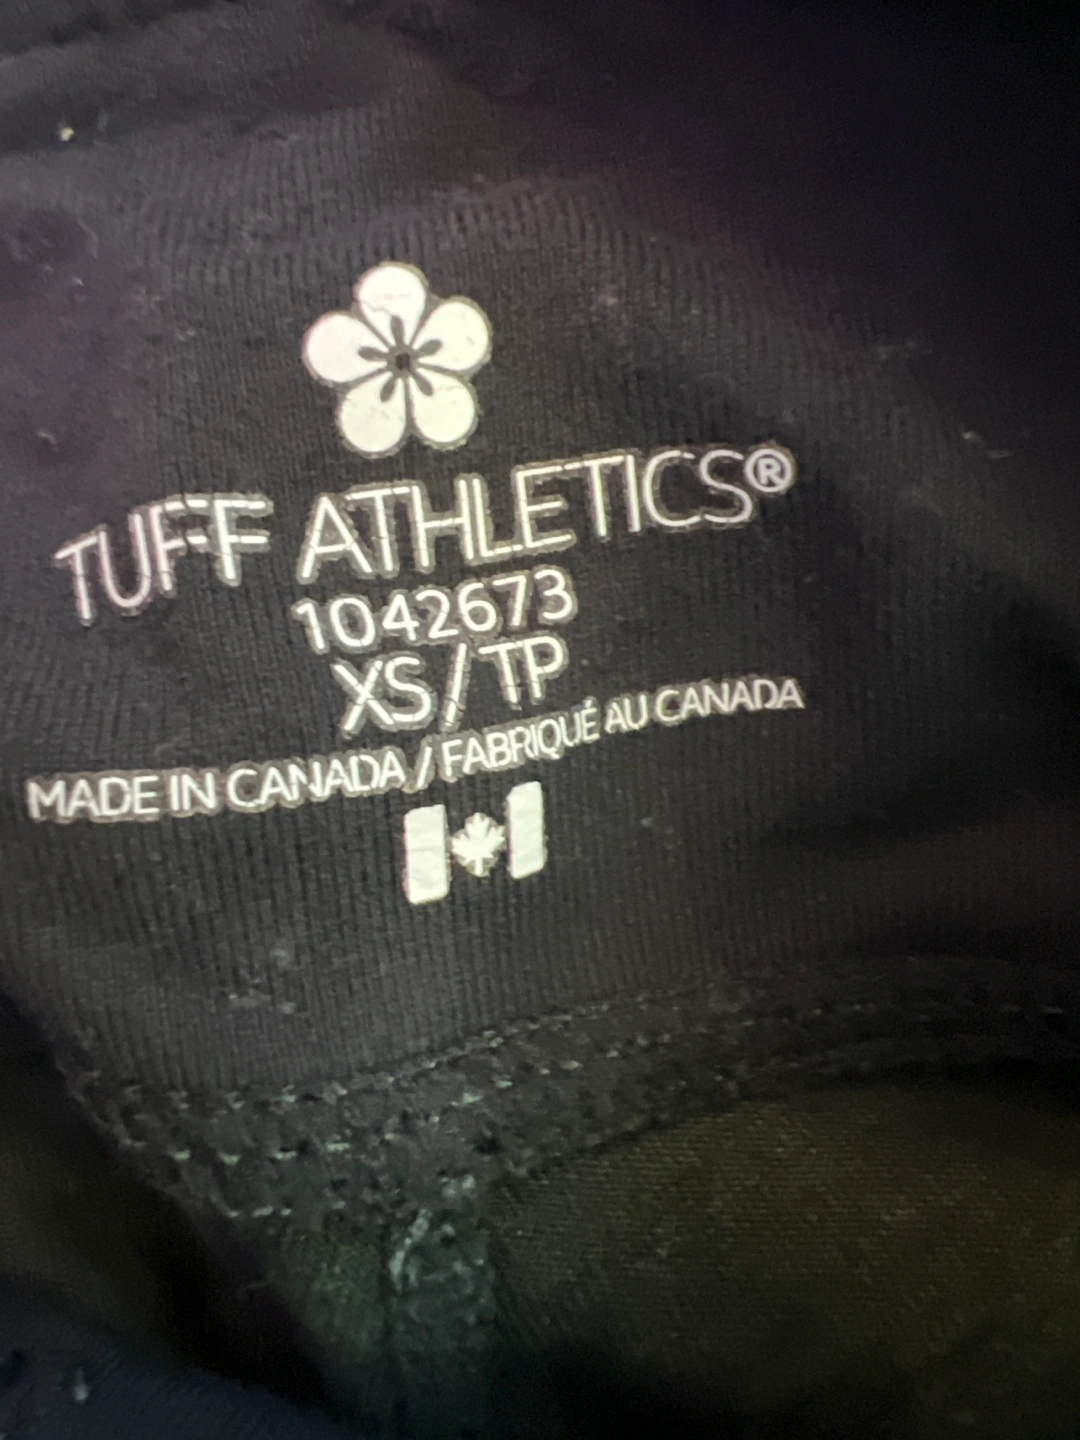 TUFF ATHLETICS®
1042673
XS/TP
MADE IN CANADA / FABRIQUÉ AU CANADA